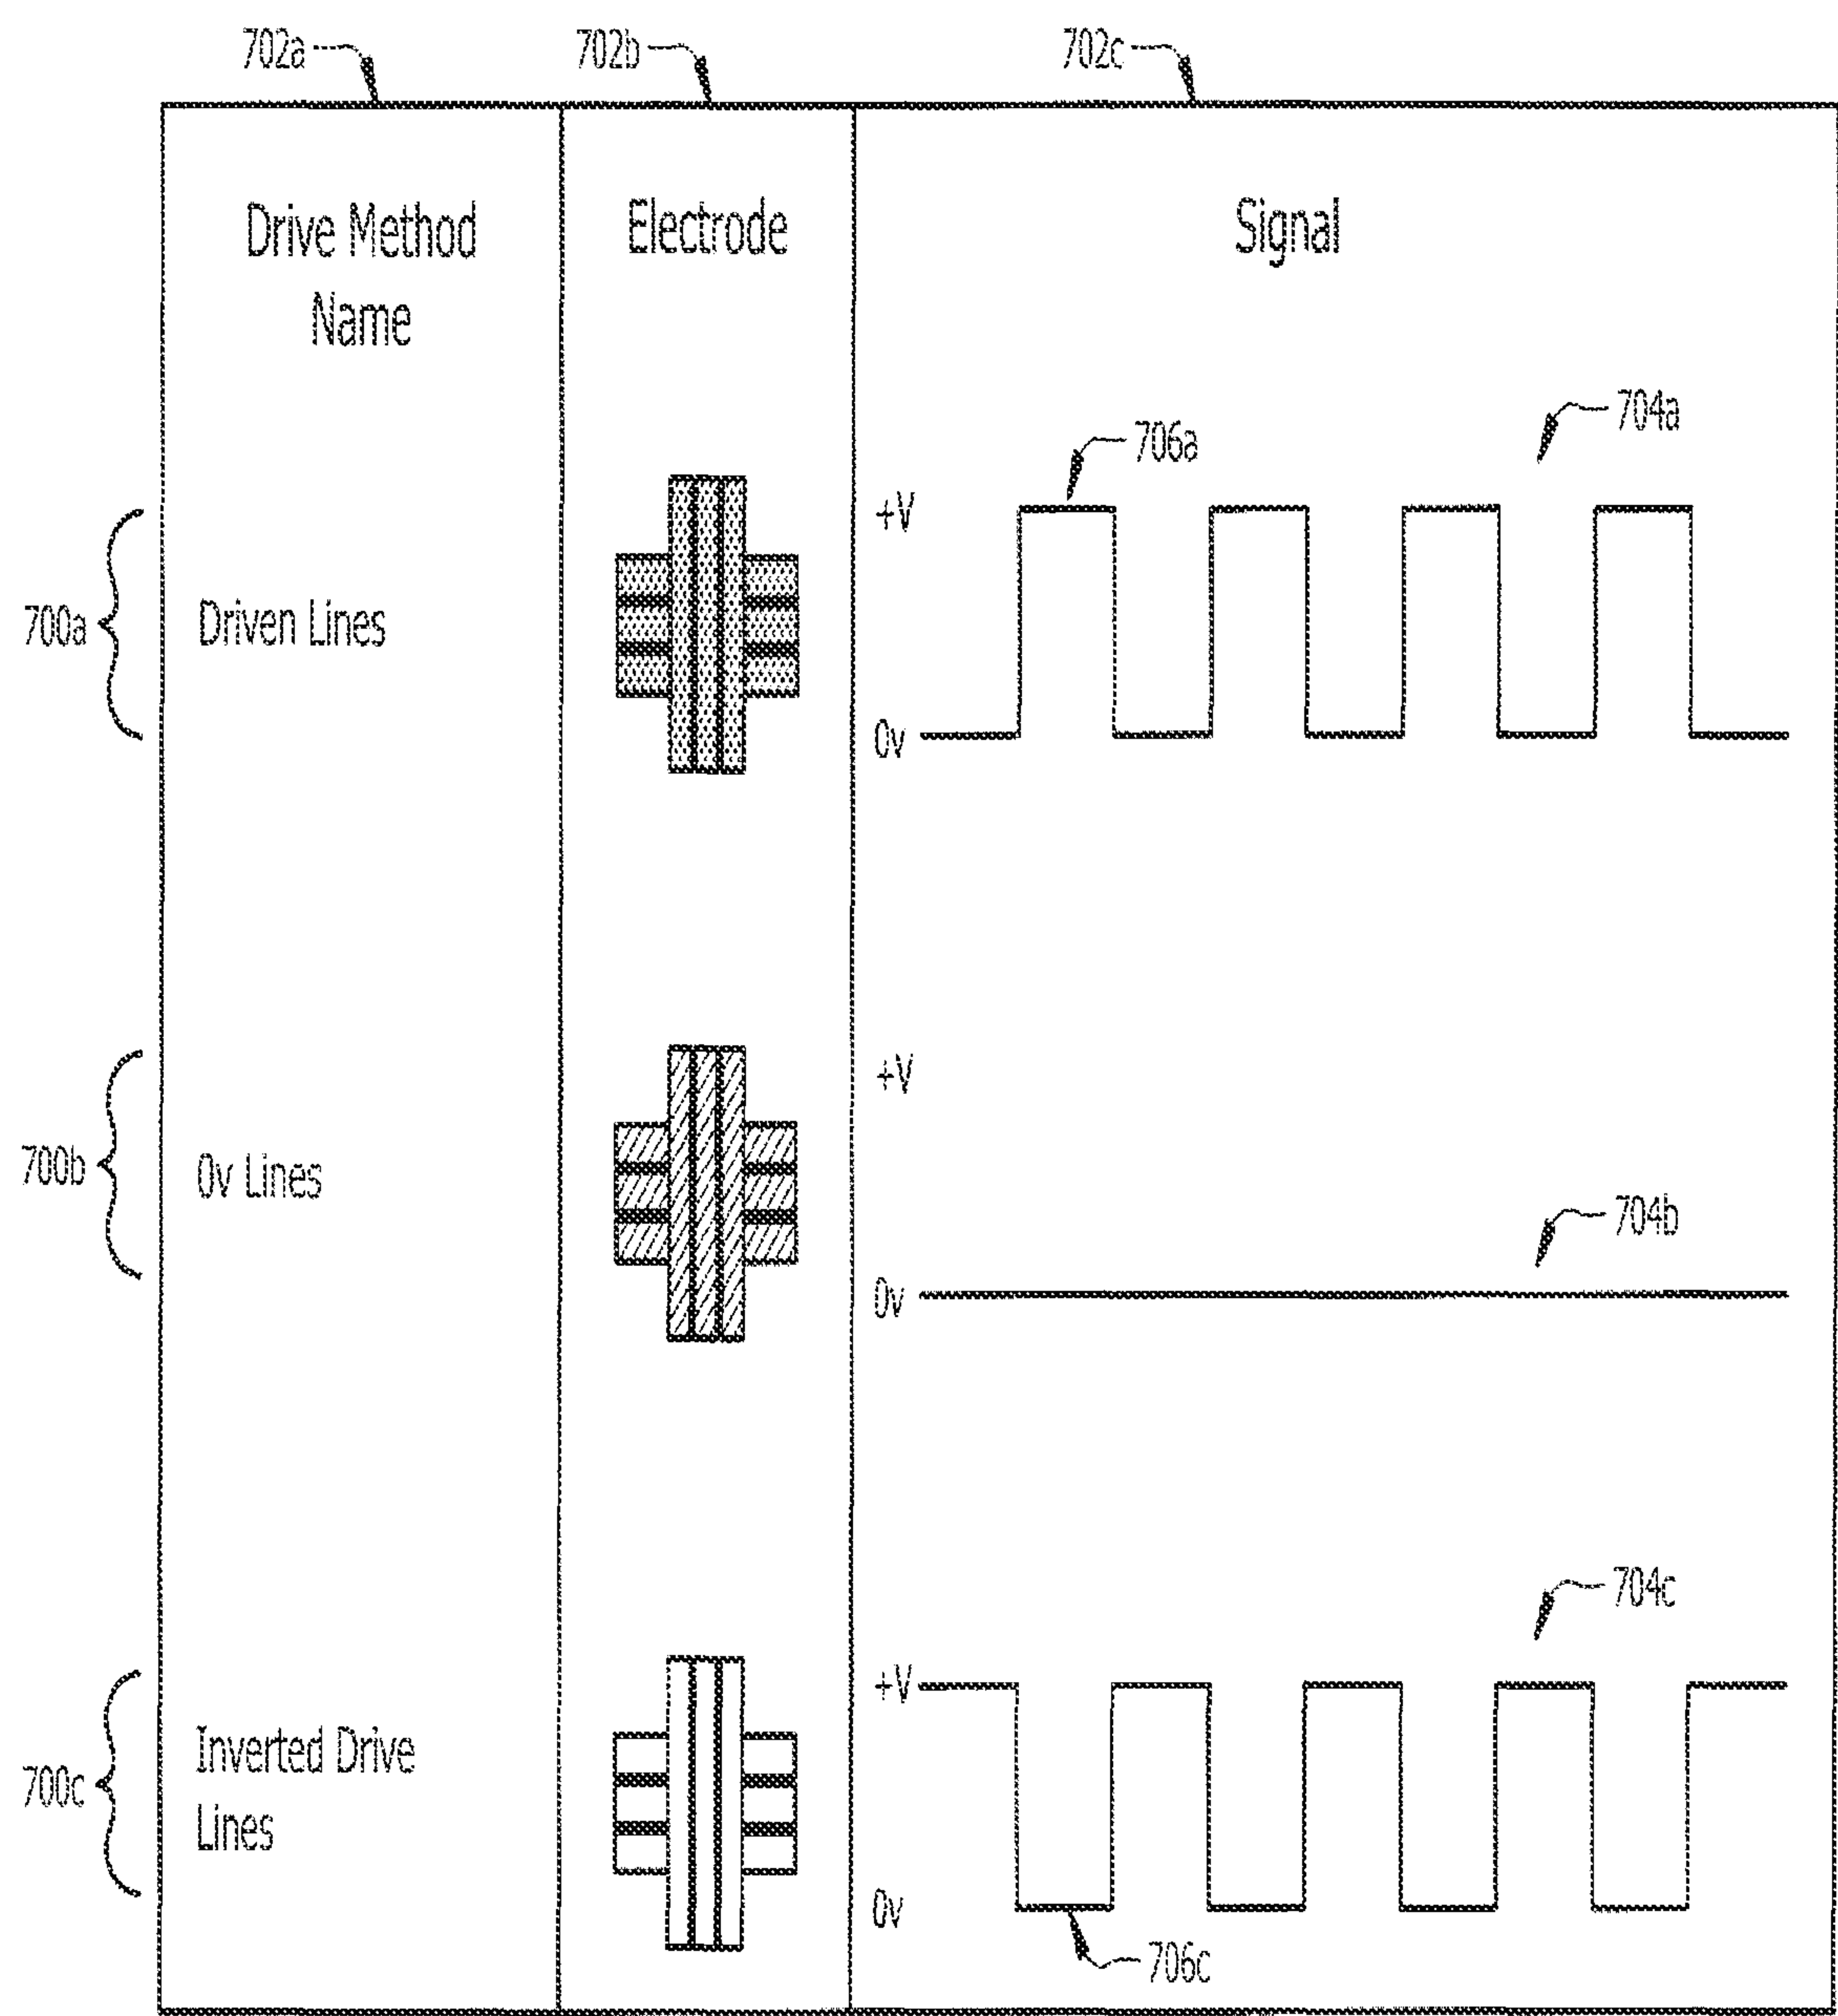 702a 702b 702c
Drive Method Electrode Signal
Name
704a
706a
+V
700a Driven Lines
0v
+V
700b 0v Lines
704b
0v
704c
+V
Inverted Drive
700c
Lines
0v
706c